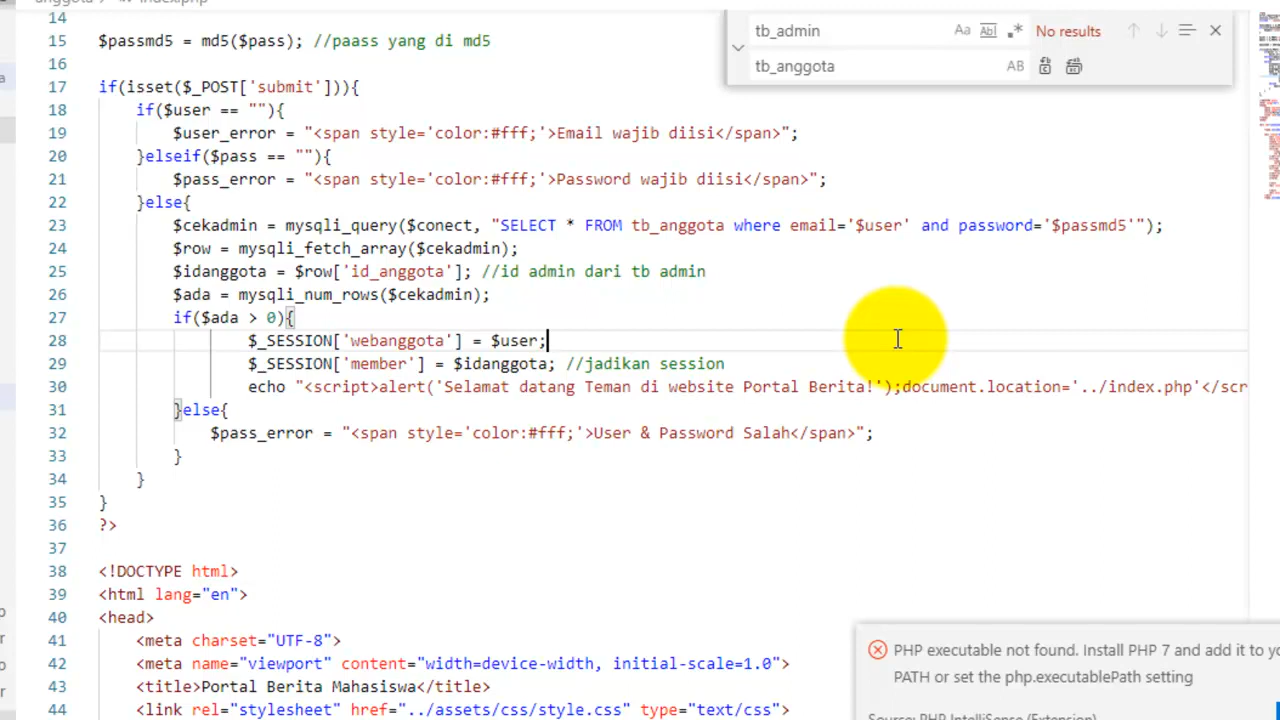 anggota > index.php
14
15 $passmd5 = md5($pass); //paass yang di md5
16
17 if(isset($_POST['submit'])){
18 if($user == ""){
19 $user_error = "<span style='color:#fff;'>Email wajib diisi</span>";
20 }elseif($pass == ""){
21 $pass_error = "<span style='color:#fff;'>Password wajib diisi</span>";
22 }else{
23 $cekadmin = mysqli_query($conect, "SELECT * FROM tb_anggota where email='$user' and password='$passmd5'");
24 $row = mysqli_fetch_array($cekadmin);
25 $idanggota = $row['id_anggota']; //id admin dari tb admin
26 $ada = mysqli_num_rows($cekadmin);
27 if($ada > 0){
28 $_SESSION['webanggota'] = $user;
29 $_SESSION['member'] = $idanggota; //jadikan session
30 echo "<script>alert('Selamat datang Teman di website Portal Berita!');document.location='../index.php'</scr
31 }else{
32 $pass_error = "<span style='color:#fff;'>User & Password Salah</span>";
33 }
34 }
35 }
36 ?>
37
38 <!DOCTYPE html>
39 <html lang="en">
40 <head>
41 <meta charset="UTF-8">
42 <meta name="viewport" content="width=device-width, initial-scale=1.0">
43 <title>Portal Berita Mahasiswa</title>
44 <link rel="stylesheet" href="../assets/css/style.css" type="text/css">
tb_admin Aa Abl .* No results
tb_anggota AB
PHP executable not found. Install PHP 7 and add it to yo
PATH or set the php.executablePath setting
Source: PHP IntelliSense (Extension)